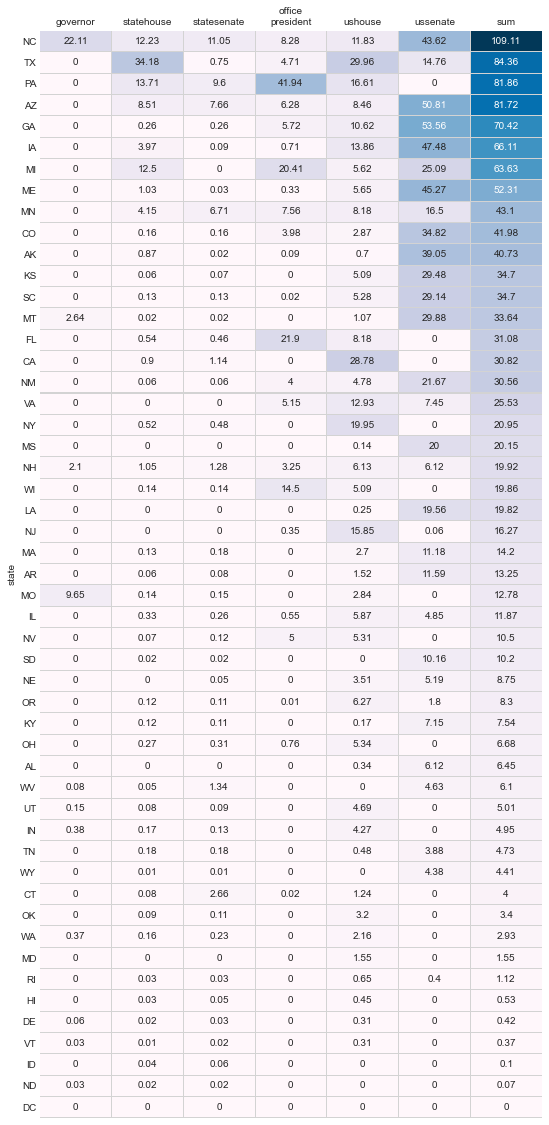 office
governor statehouse statesenate president ushouse ussenate sum
NC 22.11 12.23 11.05 8.28 11.83 43.62 109.11
TX 0 34.18 0.75 4.71 29.96 14.76 84.36
PA 0 13.71 9.6 41.94 16.61 0 81.86
AZ 0 8.51 7.66 6.28 8.46 50.81 81.72
GA 0 0.26 0.26 5.72 10.62 53.56 70.42
IA 0 3.97 0.09 0.71 13.86 47.48 66.11
MI 0 12.5 0 20.41 5.62 25.09 63.63
ME 0 1.03 0.03 0.33 5.65 45.27 52.31
MN 0 4.15 6.71 7.56 8.18 16.5 43.1
CO 0 0.16 0.16 3.98 2.87 34.82 41.98
AK 0 0.87 0.02 0.09 0.7 39.05 40.73
KS 0 0.06 0.07 0 5.09 29.48 34.7
SC 0 0.13 0.13 0.02 5.28 29.14 34.7
MT 2.64 0.02 0.02 0 1.07 29.88 33.64
FL 0 0.54 0.46 21.9 8.18 0 31.08
CA 0 0.9 1.14 0 28.78 0 30.82
NM 0 0.06 0.06 4 4.78 21.67 30.56
VA 0 0 0 5.15 12.93 7.45 25.53
NY 0 0.52 0.48 0 19.95 0 20.95
MS 0 0 0 0 0.14 20 20.15
NH 2.1 1.05 1.28 3.25 6.13 6.12 19.92
WI 0 0.14 0.14 14.5 5.09 0 19.86
LA 0 0 0 0 0.25 19.56 19.82
NJ 0 0 0 0.35 15.85 0.06 16.27
MA 0 0.13 0.18 0 2.7 11.18 14.2
state
AR 0 0.06 0.08 0 1.52 11.59 13.25
MO 9.65 0.14 0.15 0 2.84 0 12.78
IL 0 0.33 0.26 0.55 5.87 4.85 11.87
NV 0 0.07 0.12 5 5.31 0 10.5
SD 0 0.02 0.02 0 0 10.16 10.2
NE 0 0 0.05 0 3.51 5.19 8.75
OR 0 0.12 0.11 0.01 6.27 1.8 8.3
KY 0 0.12 0.11 0 0.17 7.15 7.54
OH 0 0.27 0.31 0.76 5.34 0 6.68
AL 0 0 0 0 0.34 6.12 6.45
WV 0.08 0.05 1.34 0 0 4.63 6.1
UT 0.15 0.08 0.09 0 4.69 0 5.01
IN 0.38 0.17 0.13 0 4.27 0 4.95
TN 0 0.18 0.18 0 0.48 3.88 4.73
WY 0 0.01 0.01 0 0 4.38 4.41
CT 0 0.08 2.66 0.02 1.24 0 4
OK 0 0.09 0.11 0 3.2 0 3.4
WA 0.37 0.16 0.23 0 2.16 0 2.93
MD 0 0 0 0 1.55 0 1.55
RI 0 0.03 0.03 0 0.65 0.4 1.12
HI 0 0.03 0.05 0 0.45 0 0.53
DE 0.06 0.02 0.03 0 0.31 0 0.42
VT 0.03 0.01 0.02 0 0.31 0 0.37
ID 0 0.04 0.06 0 0 0 0.1
ND 0.03 0.02 0.02 0 0 0 0.07
DC 0 0 0 0 0 0 0